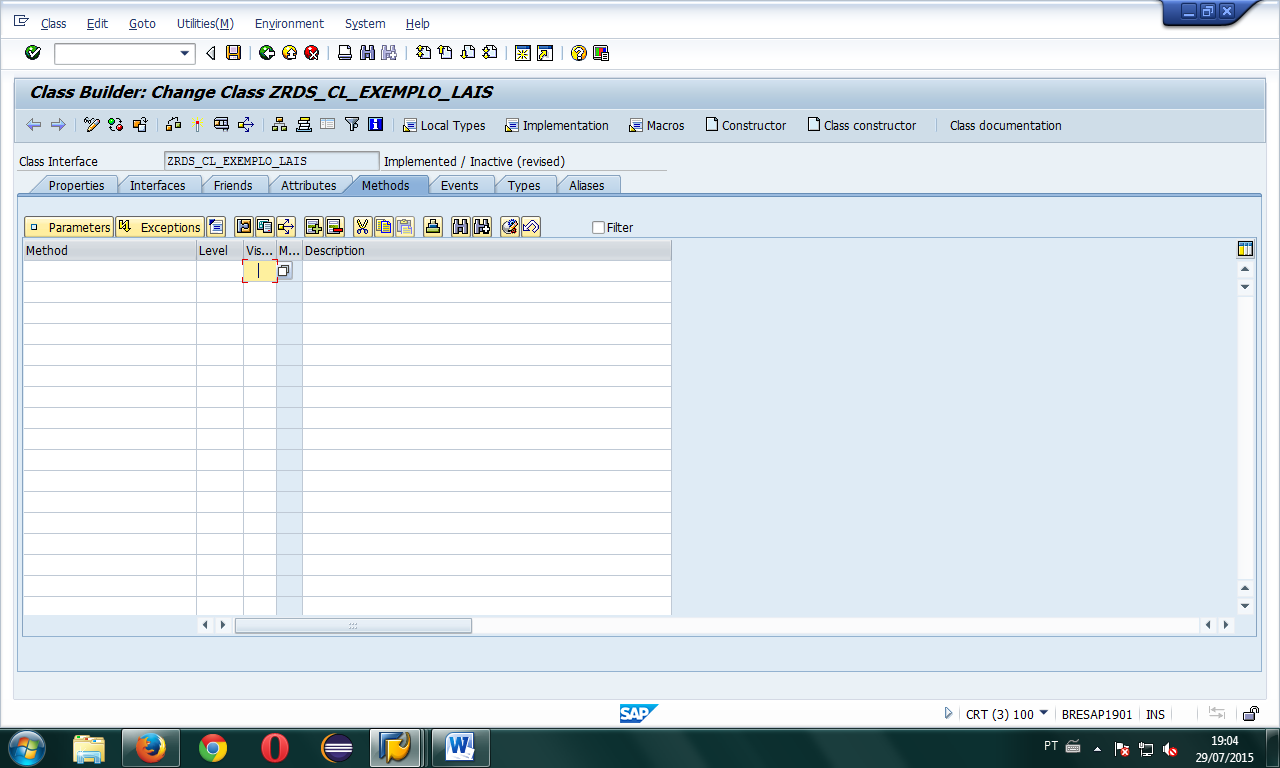 Class Edit Goto Utilities(M) Environment System Help
Class Builder: Change Class ZRDS_CL_EXEMPLO_LAIS
Local Types Implementation Macros Constructor Class constructor Class documentation
Class Interface ZRDS_CL_EXEMPLO_LAIS Implemented / Inactive (revised)
Properties Interfaces Friends Attributes Methods Events Types Aliases
Parameters Exceptions Filter
Method Level Vis... M... Description
SAP CRT (3) 100 BRESAP1901 INS
PT 19:04
29/07/2015